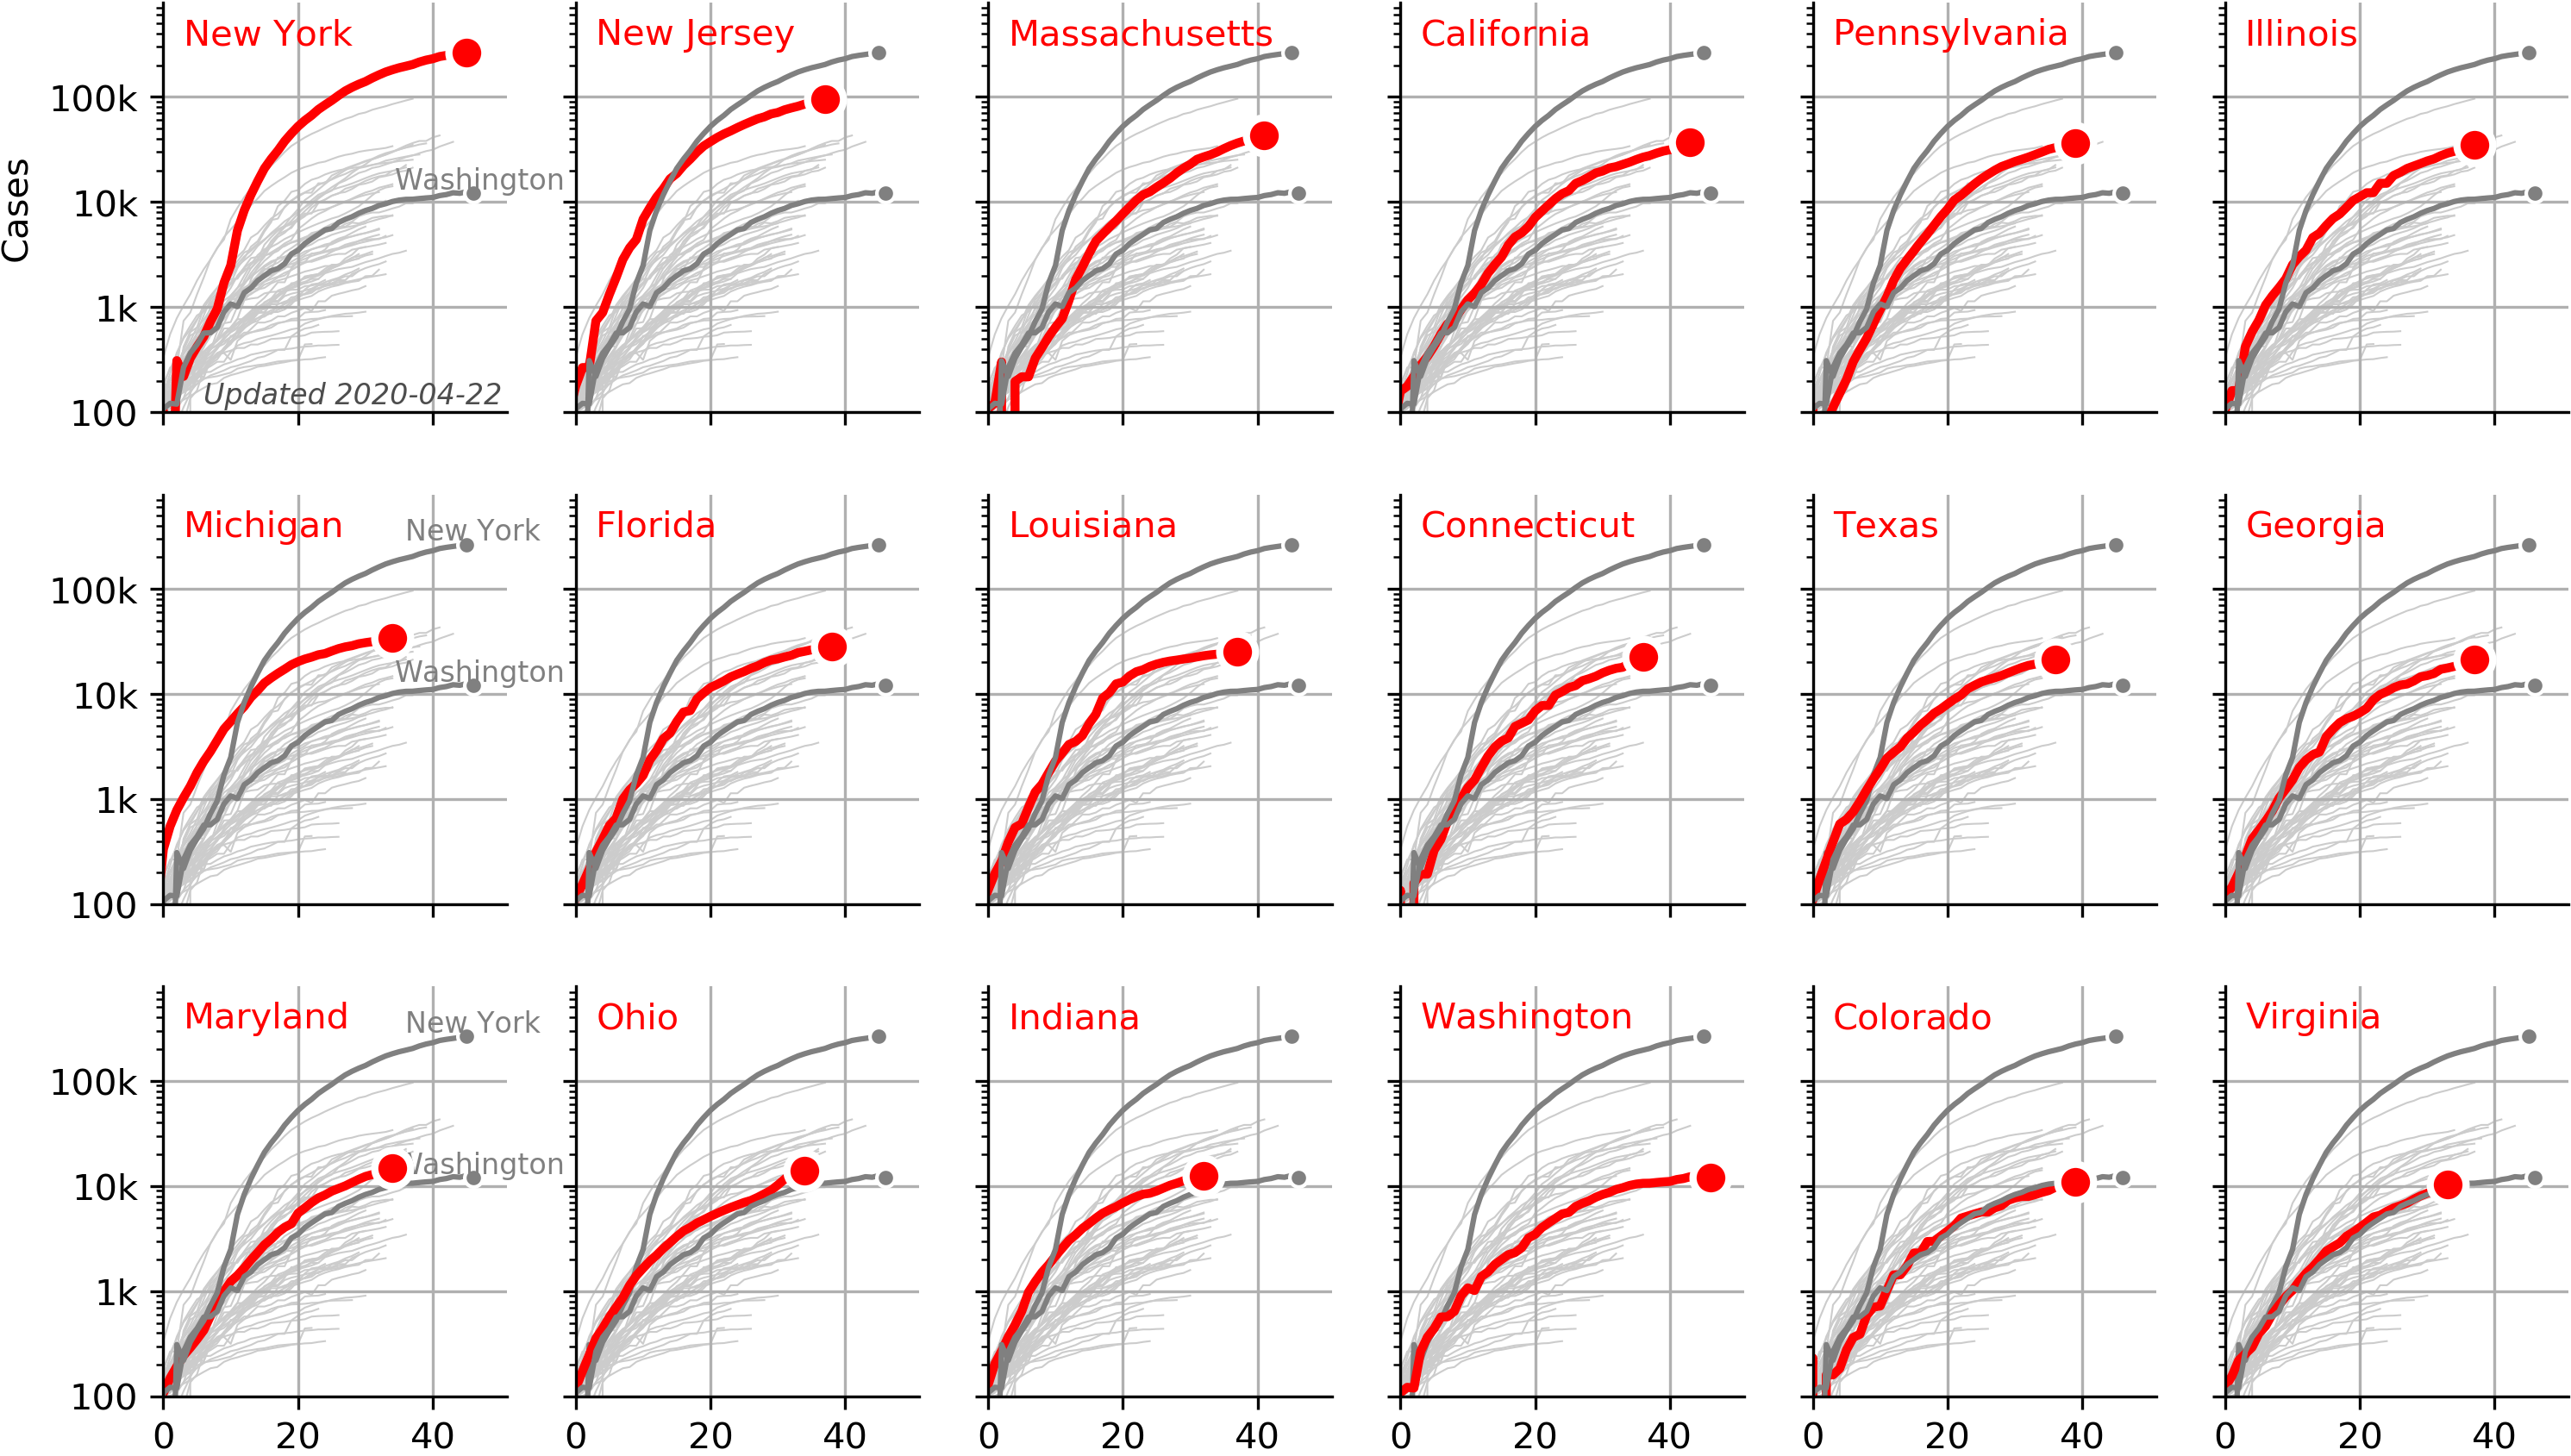 New York
New Jersey
Massachusetts
California
Pennsylvania
Illinois
Cases
100k
10k
1k
100
Washington
Updated 2020-04-22
Michigan
New York
Florida
Louisiana
Connecticut
Texas
Georgia
100k
10k
1k
100
Washington
Maryland
New York
Ohio
Indiana
Washington
Colorado
Virginia
100k
10k
1k
100
Washington
0 20 40 0 20 40 0 20 40 0 20 40 0 20 40 0 20 40